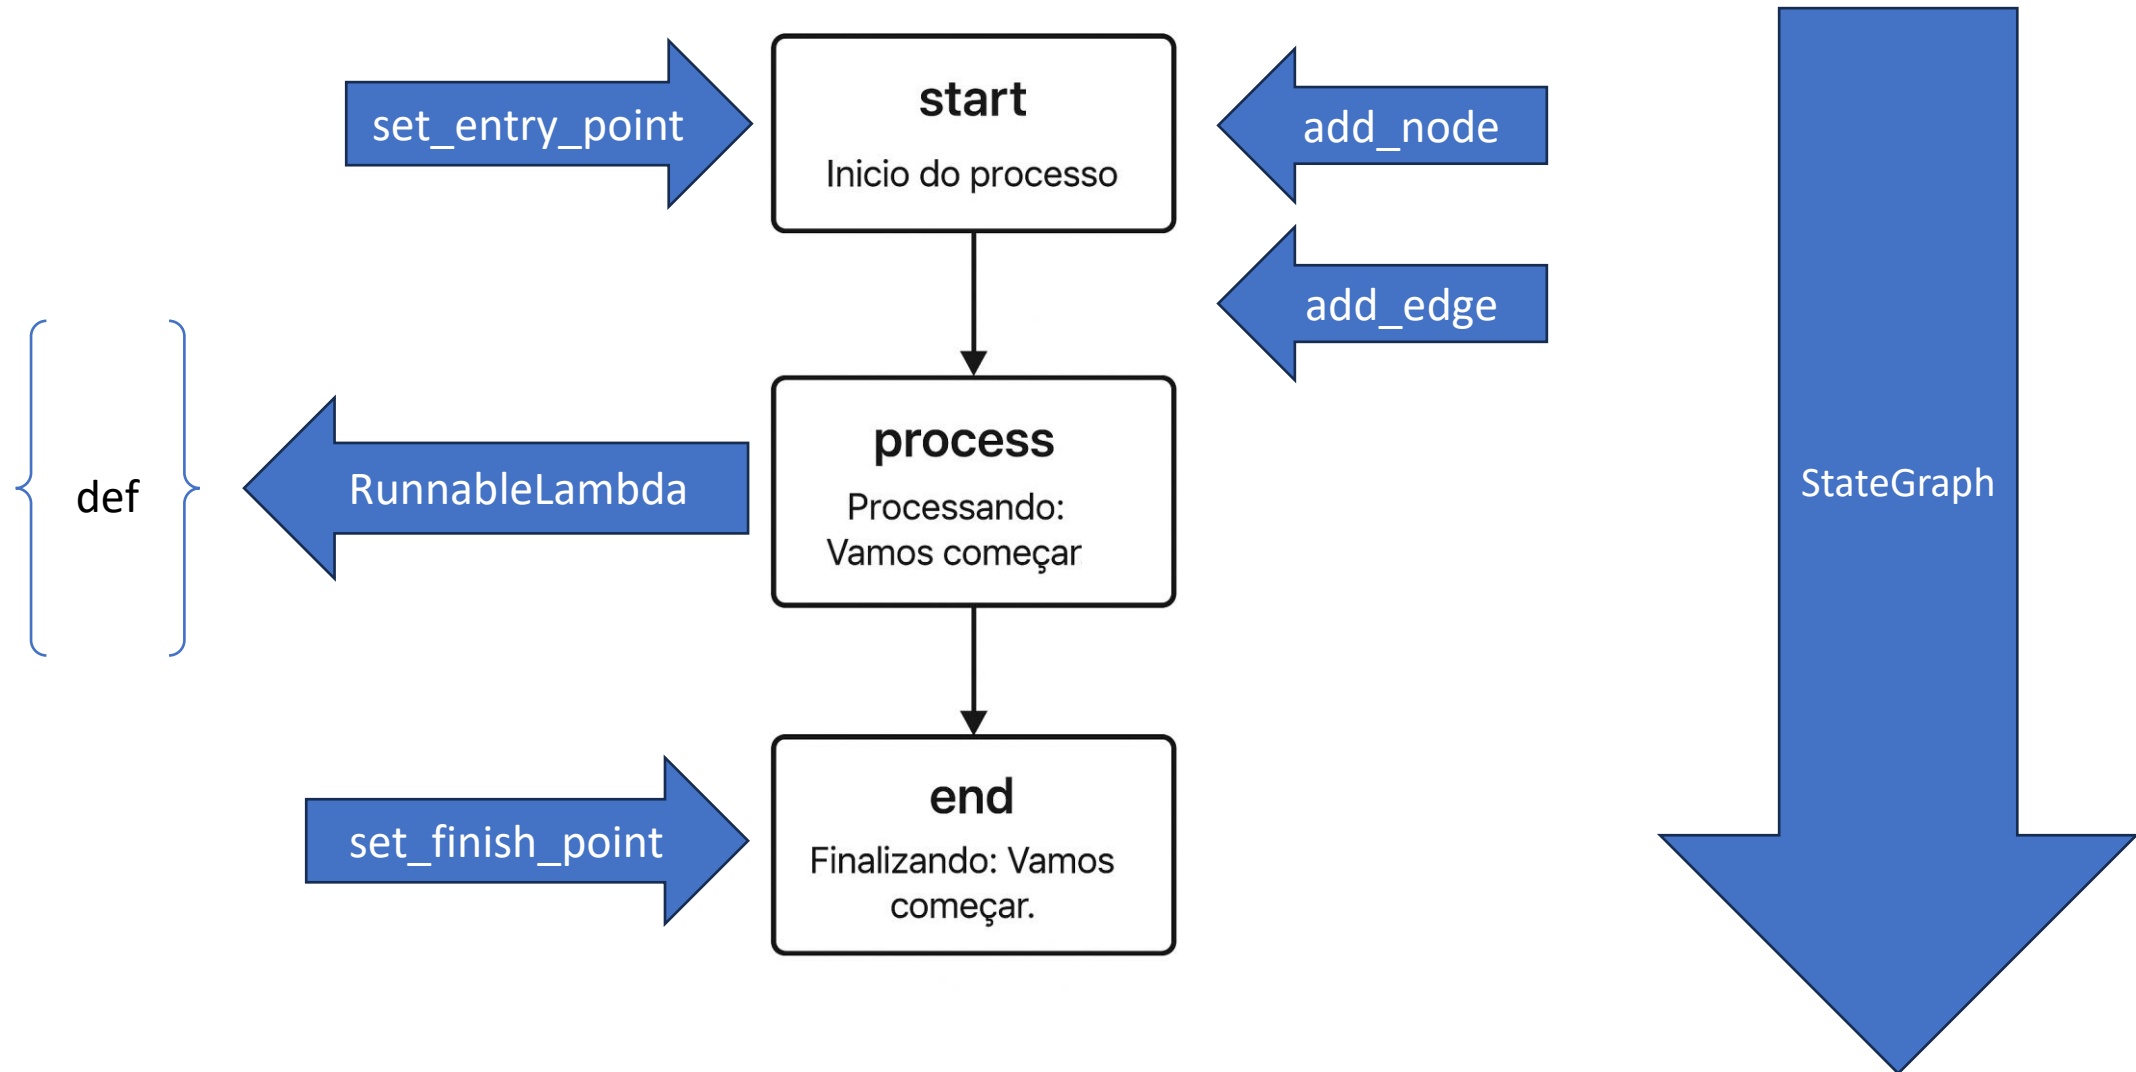 set_entry_point
start
Inicio do processo
add_node
add_edge
def
RunnableLambda
process
Processando:
Vamos começar
StateGraph
set_finish_point
end
Finalizando: Vamos
começar.